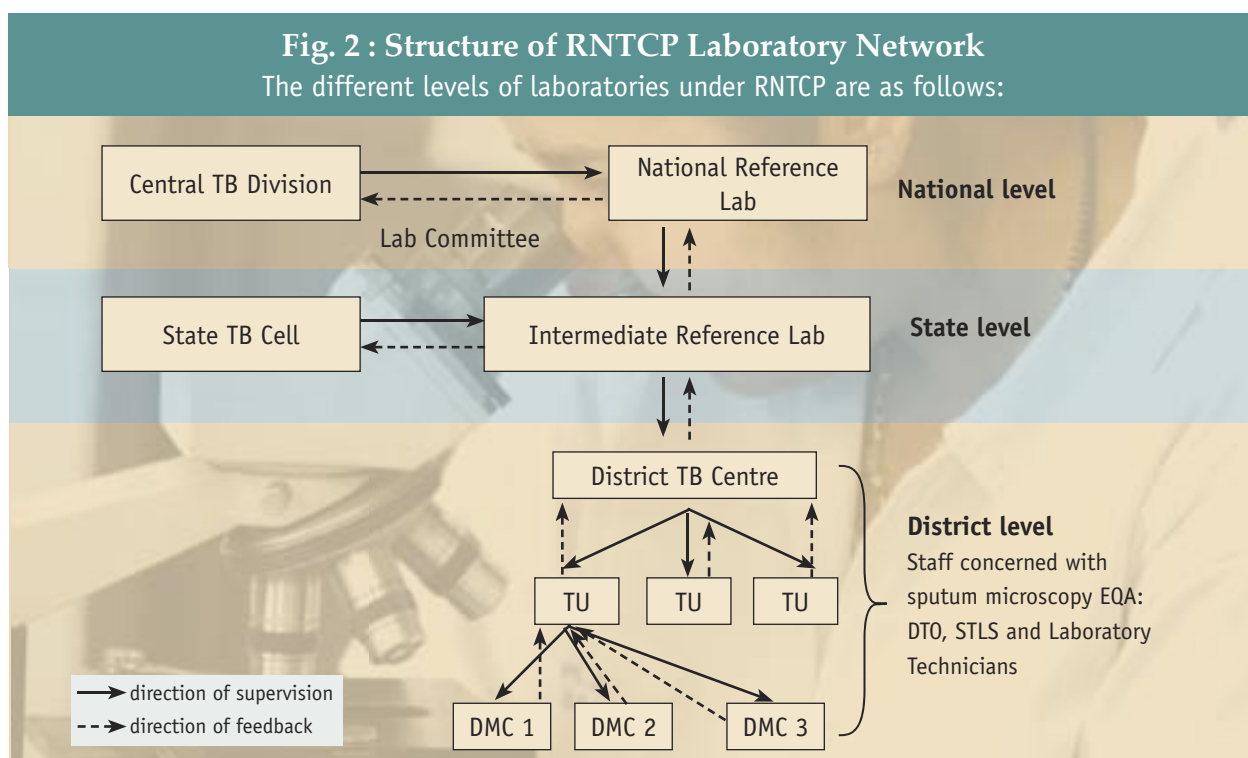 Fig. 2 : Structure of RNTCP Laboratory Network
The different levels of laboratories under RNTCP are as follows:
Central TB Division
National Reference
Lab
National level
Lab Committee
State TB Cell
Intermediate Reference Lab
State level
District TB Centre
District level
Staff concerned with
sputum microscopy EQA:
DTO, STLS and Laboratory
Technicians
TU
TU
TU
DMC 1
DMC 2
DMC 3
direction of supervision
direction of feedback